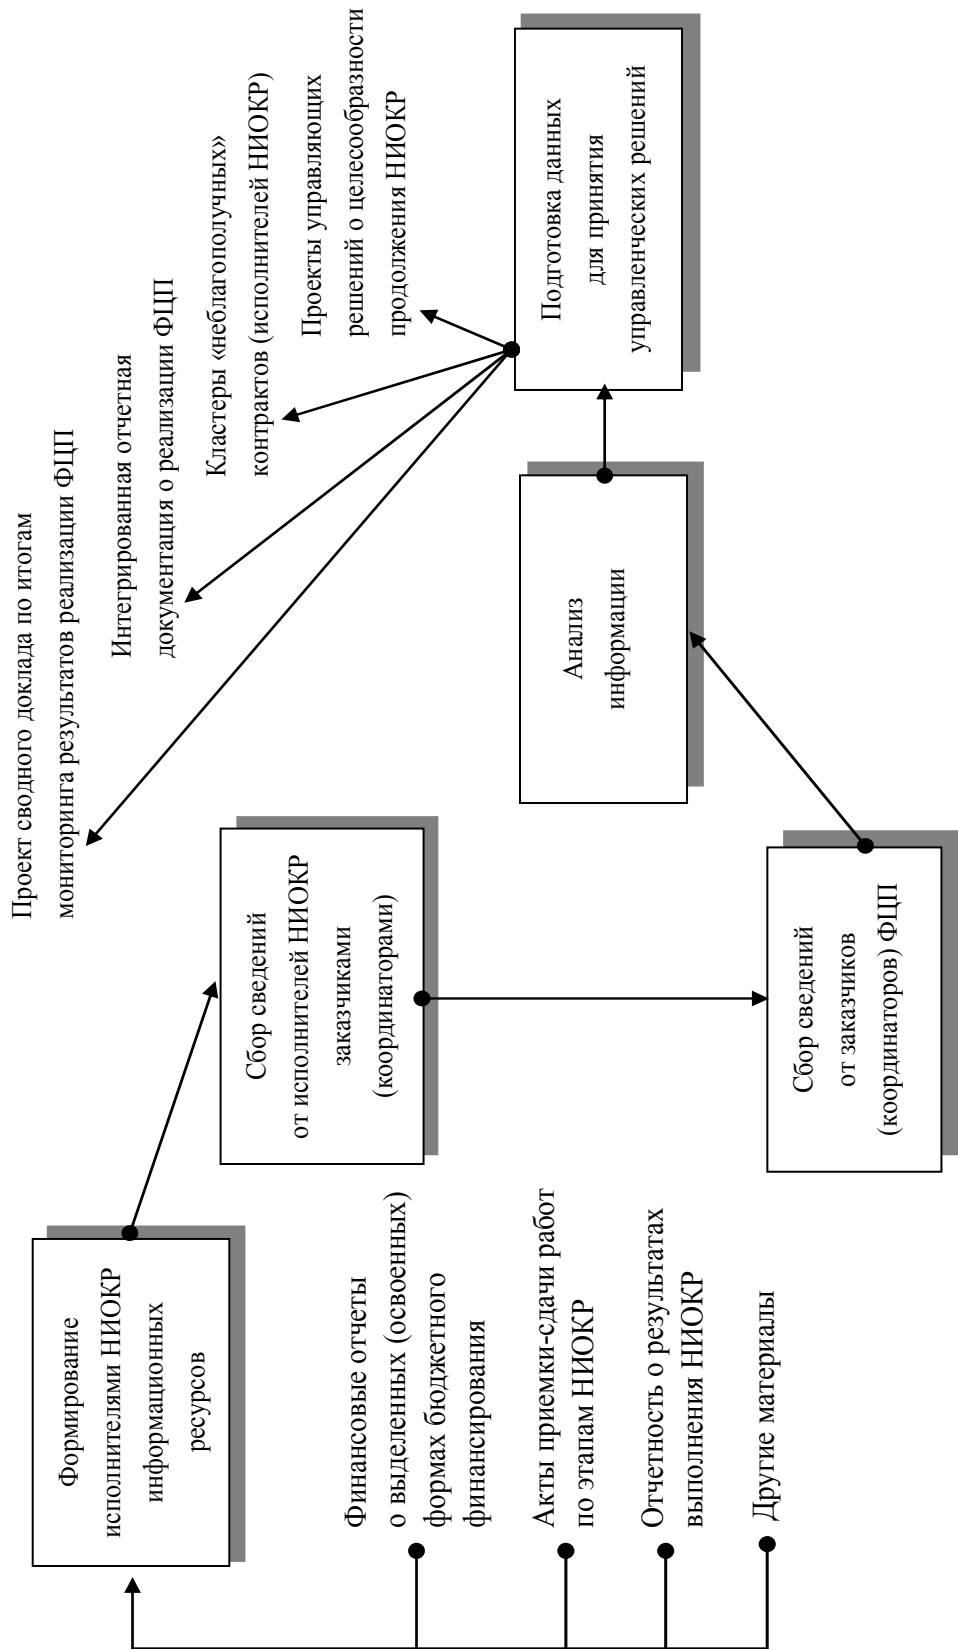 Формирование
исполнителями НИОКР
информационных
ресурсов
Финансовые отчеты
о выделенных (освоенных)
формах бюджетного
финансирования
Акты приемки-сдачи работ
по этапам НИОКР
Отчетность о результатах
выполнения НИОКР
Другие материалы
Сбор сведений
от исполнителей НИОКР
заказчиками
(координаторами)
Сбор сведений
от заказчиков
(координаторов) ФЦП
Анализ
информации
Подготовка данных
для принятия
управленческих решений
Проект сводного доклада по итогам
мониторинга результатов реализации ФЦП
Интегрированная отчетная
документация о реализации ФЦП
Кластеры «неблагополучных»
контрактов (исполнителей НИОКР)
Проекты управляющих
решений о целесообразности
продолжения НИОКР